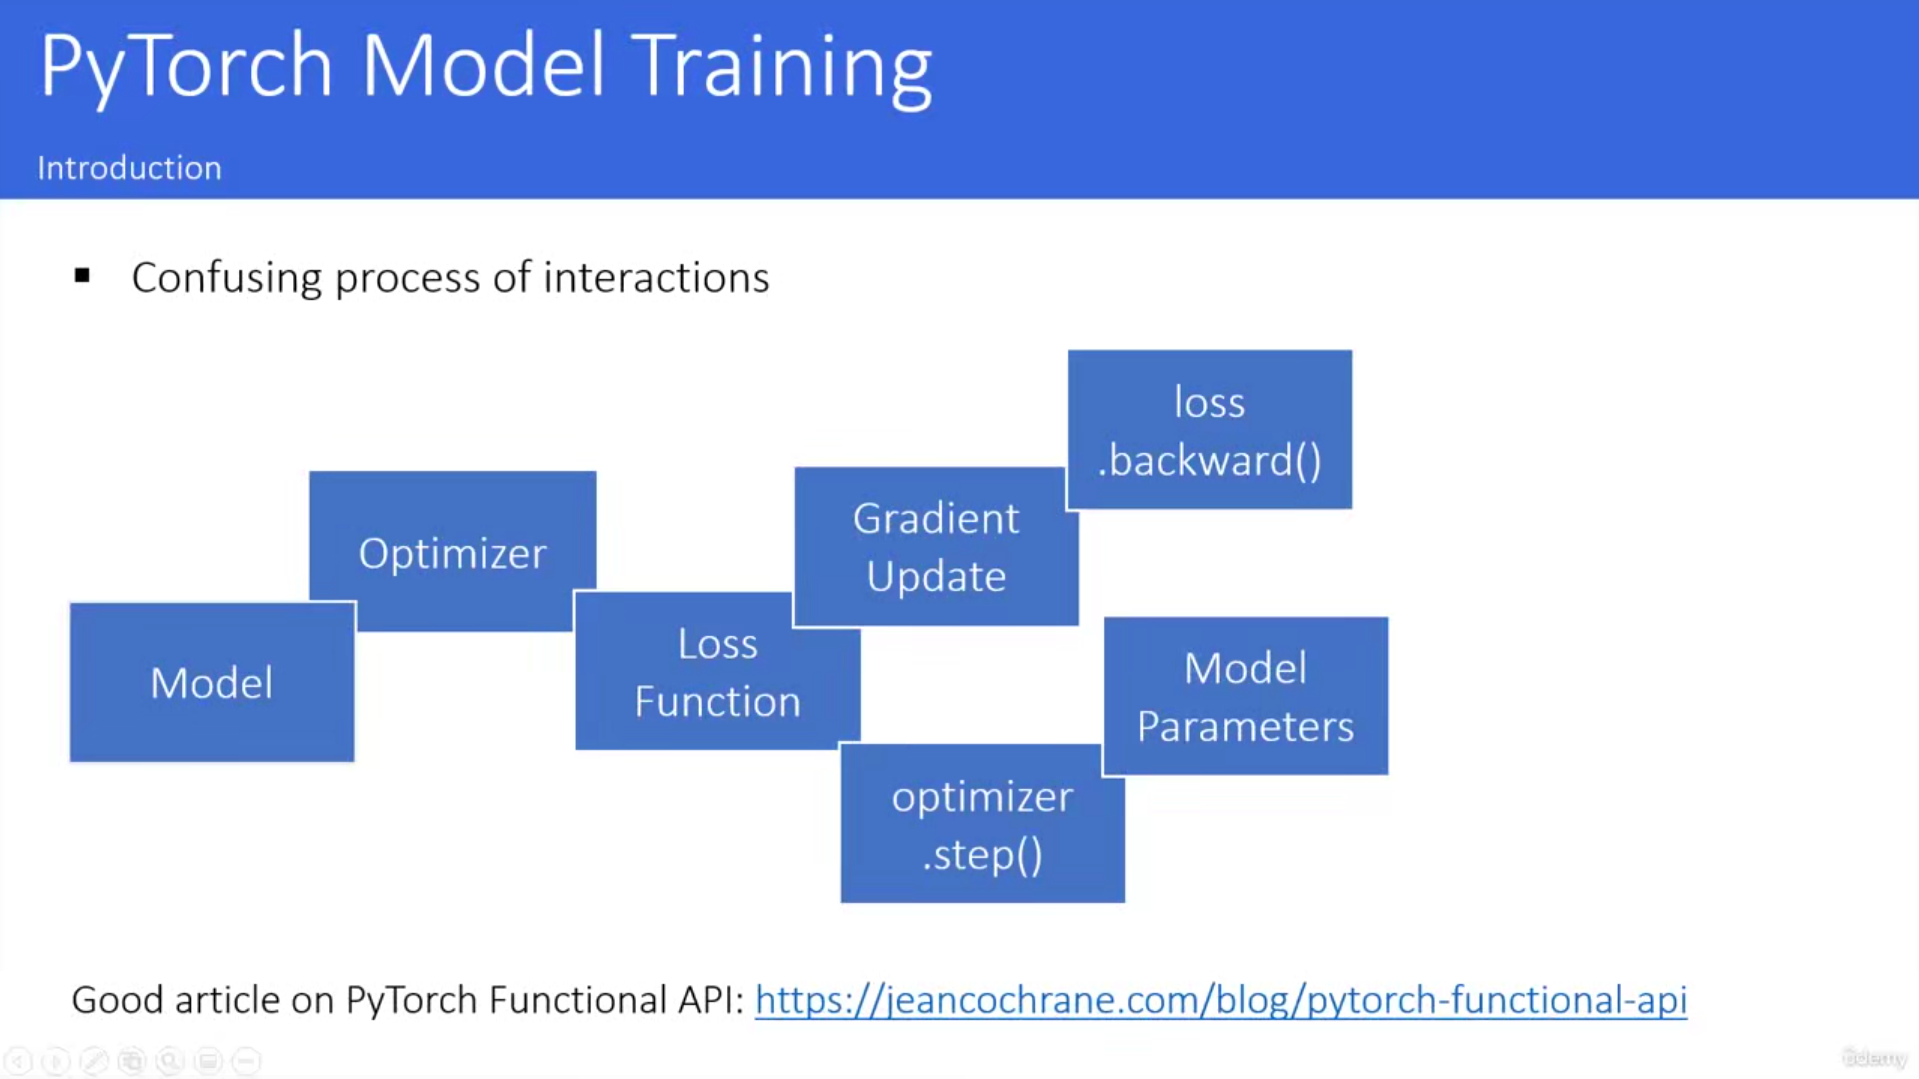 PyTorch Model Training
Introduction
▪ Confusing process of interactions
loss
.backward()
Optimizer
Gradient
Update
Model
Loss
Function
Model
Parameters
optimizer
.step()
Good article on PyTorch Functional API: https://jeancochrane.com/blog/pytorch-functional-api
ûdemy